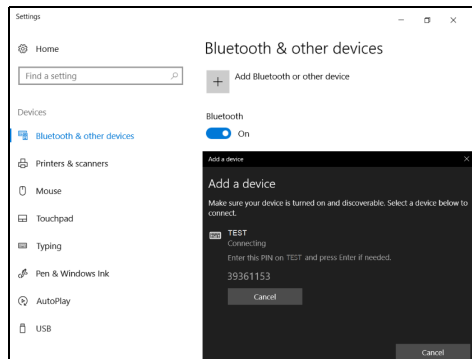 Settings
Home
Find a setting
Devices
Bluetooth & other devices
Printers & scanners
Mouse
Touchpad
Typing
Pen & Windows Ink
AutoPlay
USB
Bluetooth & other devices
Add Bluetooth or other device
Bluetooth
On
Add a device
Add a device
Make sure your device is turned on and discoverable. Select a device below to
connect.
TEST
Connecting
Enter this PIN on TEST and press Enter if needed.
39361153
Cancel
Cancel